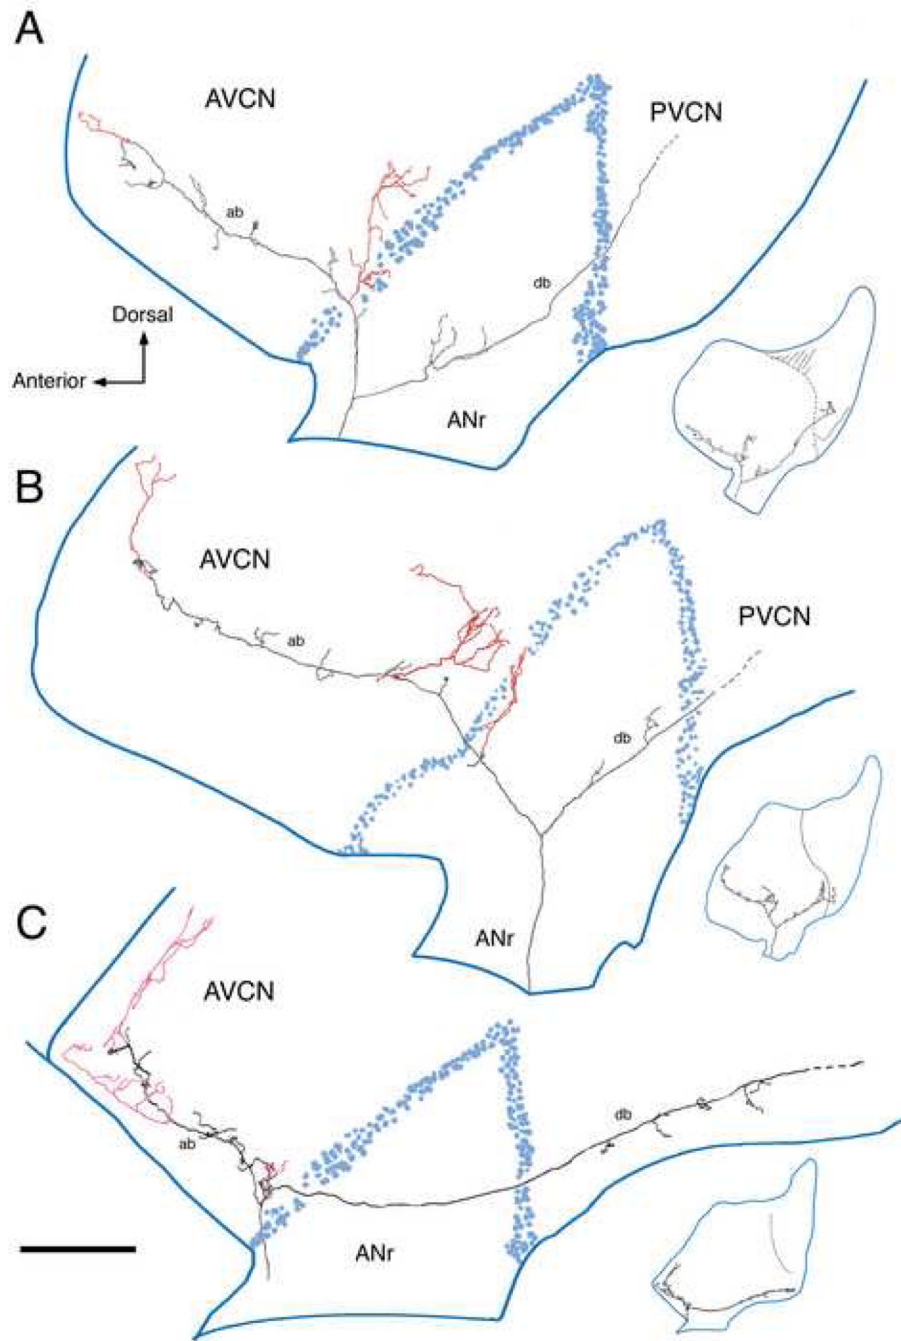 A
AVCN
PVCN
ab
db
Dorsal
Anterior
ANr
B
AVCN
PVCN
ab
db
ANr
C
AVCN
ab
db
ANr